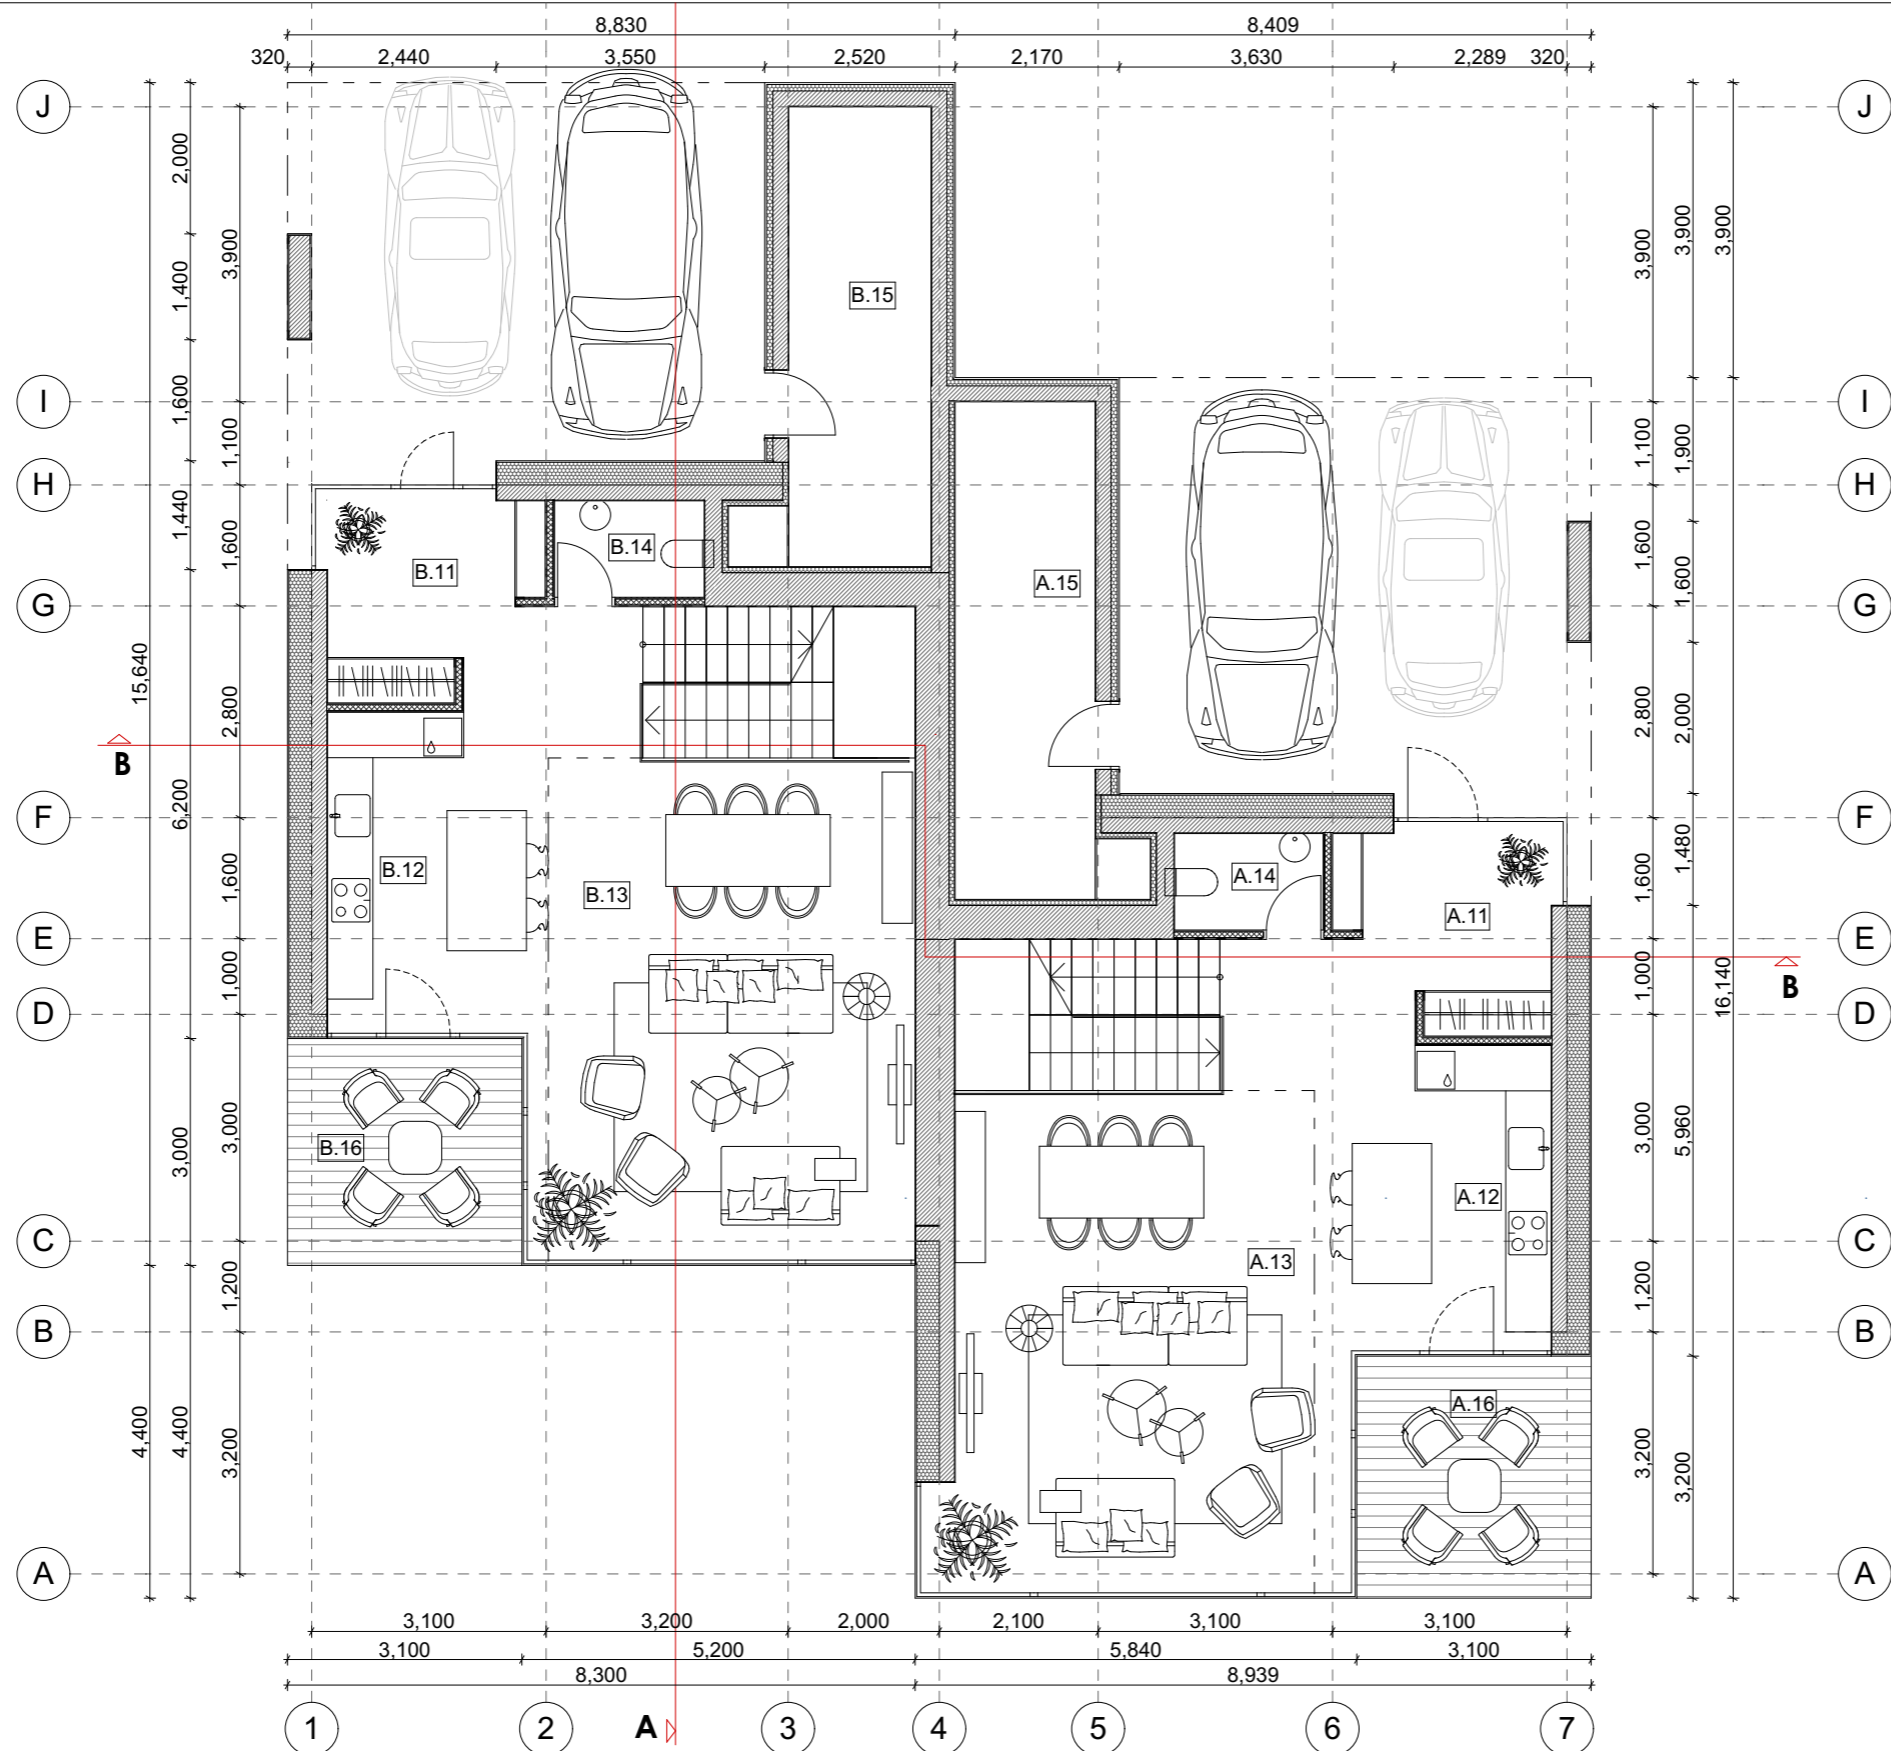 8,830 8,409
320 2,440 3,550 2,520 2,170 3,630 2,289 320
J J
2,000
3,900 3,900 3,900 3,900
1,400
B.15
1,600
I I
1,100 1,100 1,900
H H
1,440
1,600 1,600 1,600
B.14
B.11 A.15
G G
15,640
2,800 2,800 2,000
B
6,200
F F
1,600 1,600 1,480
B.12 B.13 A.14
A.11
E E
1,000 1,000 16,140
B
D D
3,000 3,000 3,000 5,960
B.16
A.12
C C
A.13
1,200 1,200
B B
A.16
4,400 4,400 3,200 3,200 3,200
A A
3,100 3,200 2,000 2,100 3,100 3,100
3,100 5,200 5,840 3,100
8,300 8,939
1 2 A 3 4 5 6 7